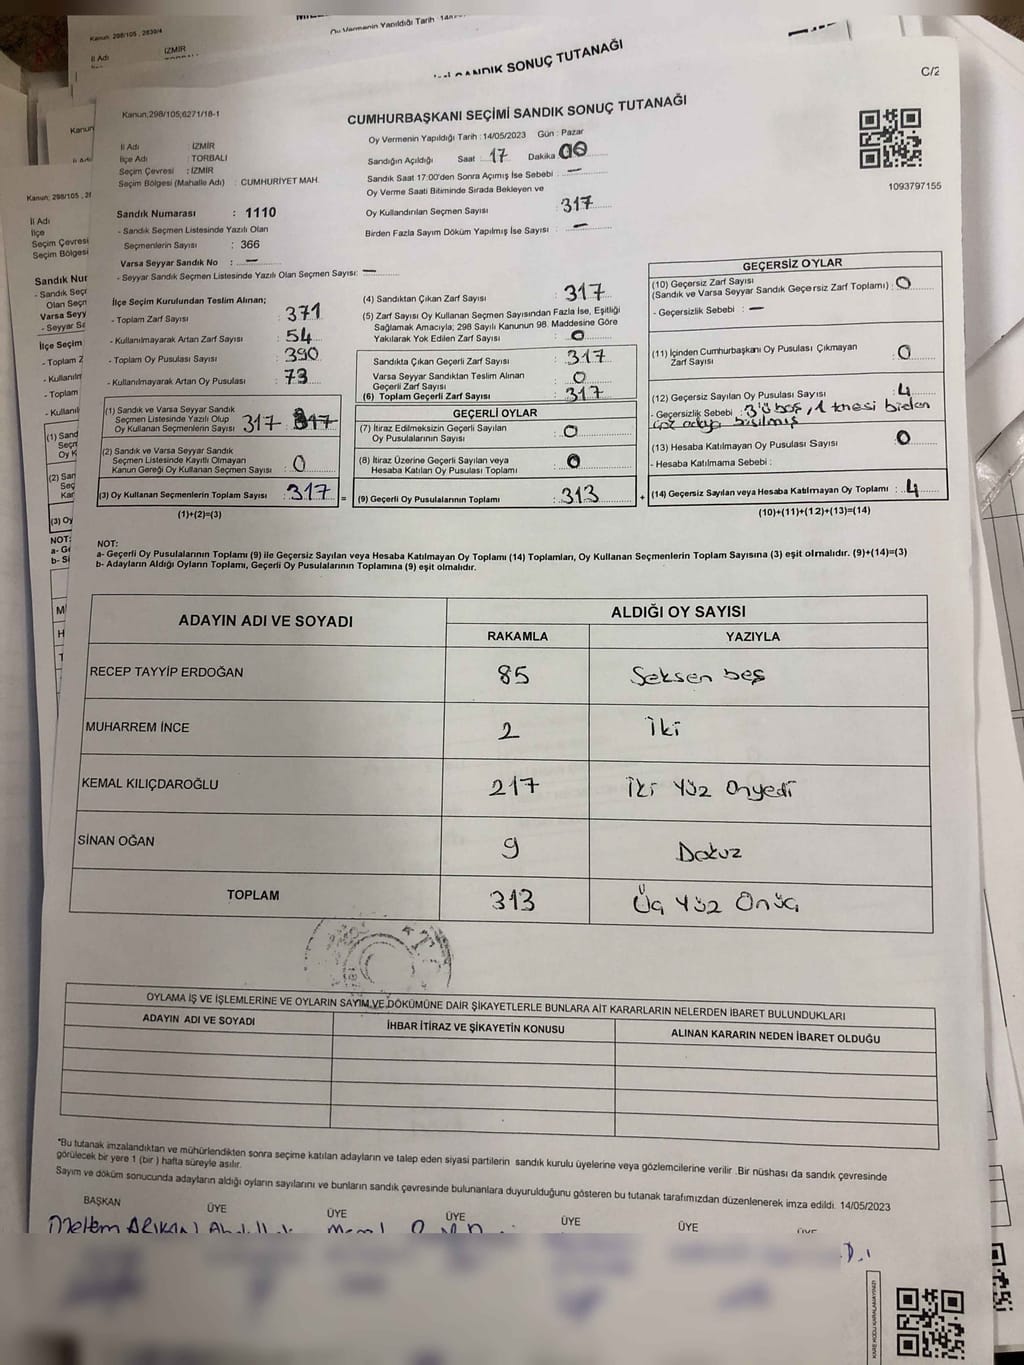 Kanun: 298/105, 2839/4
İl Adı
: İZMİR
Oy Vermenin Yapıldığı Tarih
SANDIK SONUÇ TUTANAĞI
C/2
Kanun,298/105;6271/18-1
CUMHURBAŞKANI SEÇİMİ SANDIK SONUÇ TUTANAĞI
İl Adı : İZMİR
İlçe Adı : TORBALI
Seçim Çevresi : İZMİR
Seçim Bölgesi (Mahalle Adı) : CUMHURİYET MAH.
Oy Vermenin Yapıldığı Tarih : 14/05/2023 Gün : Pazar
Sandığın Açıldığı Saat 17 Dakika 00
Sandık Saat 17:00'den Sonra Açımış İse Sebebi : —
Oy Verme Saati Bitiminde Sırada Bekleyen ve
Oy Kullandırılan Seçmen Sayısı : 317
Birden Fazla Sayım Döküm Yapılmış İse Sayısı : —
1093797155
Sandık Numarası : 1110
- Sandık Seçmen Listesinde Yazılı Olan
Seçmenlerin Sayısı : 366
Varsa Seyyar Sandık No : —
- Seyyar Sandık Seçmen Listesinde Yazılı Olan Seçmen Sayısı: —
İlçe Seçim Kurulundan Teslim Alınan;
- Toplam Zarf Sayısı : 371
- Kullanılmayarak Artan Zarf Sayısı : 54
- Toplam Oy Pusulası Sayısı : 390
- Kullanılmayarak Artan Oy Pusulası : 73
(1) Sandık ve Varsa Seyyar Sandık
Seçmen Listesinde Yazılı Olup
Oy Kullanan Seçmenlerin Sayısı : 317 317
(2) Sandık ve Varsa Seyyar Sandık
Seçmen Listesinde Kayıtlı Olmayan
Kanun Gereği Oy Kullanan Seçmen Sayısı : 0
(3) Oy Kullanan Seçmenlerin Toplam Sayısı : 317 =
(1)+(2)=(3)
(4) Sandıktan Çıkan Zarf Sayısı : 317
(5) Zarf Sayısı Oy Kullanan Seçmen Sayısından Fazla İse, Eşitliği
Sağlamak Amacıyla; 298 Sayılı Kanunun 98. Maddesine Göre
Yakılarak Yok Edilen Zarf Sayısı : 0
Sandıkta Çıkan Geçerli Zarf Sayısı : 317
Varsa Seyyar Sandıktan Teslim Alınan
Geçerli Zarf Sayısı : 0
(6) Toplam Geçerli Zarf Sayısı : 317
GEÇERLİ OYLAR
(7) İtiraz Edilmeksizin Geçerli Sayılan
Oy Pusulalarının Sayısı : 0
(8) İtiraz Üzerine Geçerli Sayılan veya
Hesaba Katılan Oy Pusulası Toplamı : 0
(9) Geçerli Oy Pusulalarının Toplamı : 313 +
GEÇERSİZ OYLAR
(10) Geçersiz Zarf Sayısı
(Sandık ve Varsa Seyyar Sandık Geçersiz Zarf Toplamı) : 0
- Geçersizlik Sebebi : —
(11) İçinden Cumhurbaşkanı Oy Pusulası Çıkmayan
Zarf Sayısı : 0
(12) Geçersiz Sayılan Oy Pusulası Sayısı : 4
- Geçersizlik Sebebi : 3'ü boş, 1 tanesi birden
çok adaya basılmış
(13) Hesaba Katılmayan Oy Pusulası Sayısı : 0
- Hesaba Katılmama Sebebi :
(14) Geçersiz Sayılan veya Hesaba Katılmayan Oy Toplamı : 4
(10)+(11)+(12)+(13)=(14)
NOT:
a- Geçerli Oy Pusulalarının Toplamı (9) ile Geçersiz Sayılan veya Hesaba Katılmayan Oy Toplamı (14) Toplamları, Oy Kullanan Seçmenlerin Toplam Sayısına (3) eşit olmalıdır. (9)+(14)=(3)
b- Adayların Aldığı Oyların Toplamı, Geçerli Oy Pusulalarının Toplamına (9) eşit olmalıdır.
ADAYIN ADI VE SOYADI ALDIĞI OY SAYISI
RAKAMLA YAZIYLA
RECEP TAYYİP ERDOĞAN 85 Seksen beş
MUHARREM İNCE 2 İki
KEMAL KILIÇDAROĞLU 217 İki Yüz Onyedi
SİNAN OĞAN 9 Dokuz
TOPLAM 313 Üç Yüz Onüç
OYLAMA İŞ VE İŞLEMLERİNE VE OYLARIN SAYIM VE DÖKÜMÜNE DAİR ŞİKAYETLERLE BUNLARA AİT KARARLARIN NELERDEN İBARET BULUNDUKLARI
ADAYIN ADI VE SOYADI İHBAR İTİRAZ VE ŞİKAYETİN KONUSU ALINAN KARARIN NEDEN İBARET OLDUĞU
*Bu tutanak imzalandıktan ve mühürlendikten sonra seçime katılan adayların ve talep eden siyasi partilerin sandık kurulu üyelerine veya gözlemcilerine verilir .Bir nüshası da sandık çevresinde
görülecek bir yere 1 (bir ) hafta süreyle asılır.
Sayım ve döküm sonucunda adayların aldığı oyların sayılarını ve bunların sandık çevresinde bulunanlara duyurulduğunu gösteren bu tutanak tarafımızdan düzenlenerek imza edildi. 14/05/2023
BAŞKAN ÜYE ÜYE ÜYE ÜYE ÜYE ÜYE
Meltem ARIKAN